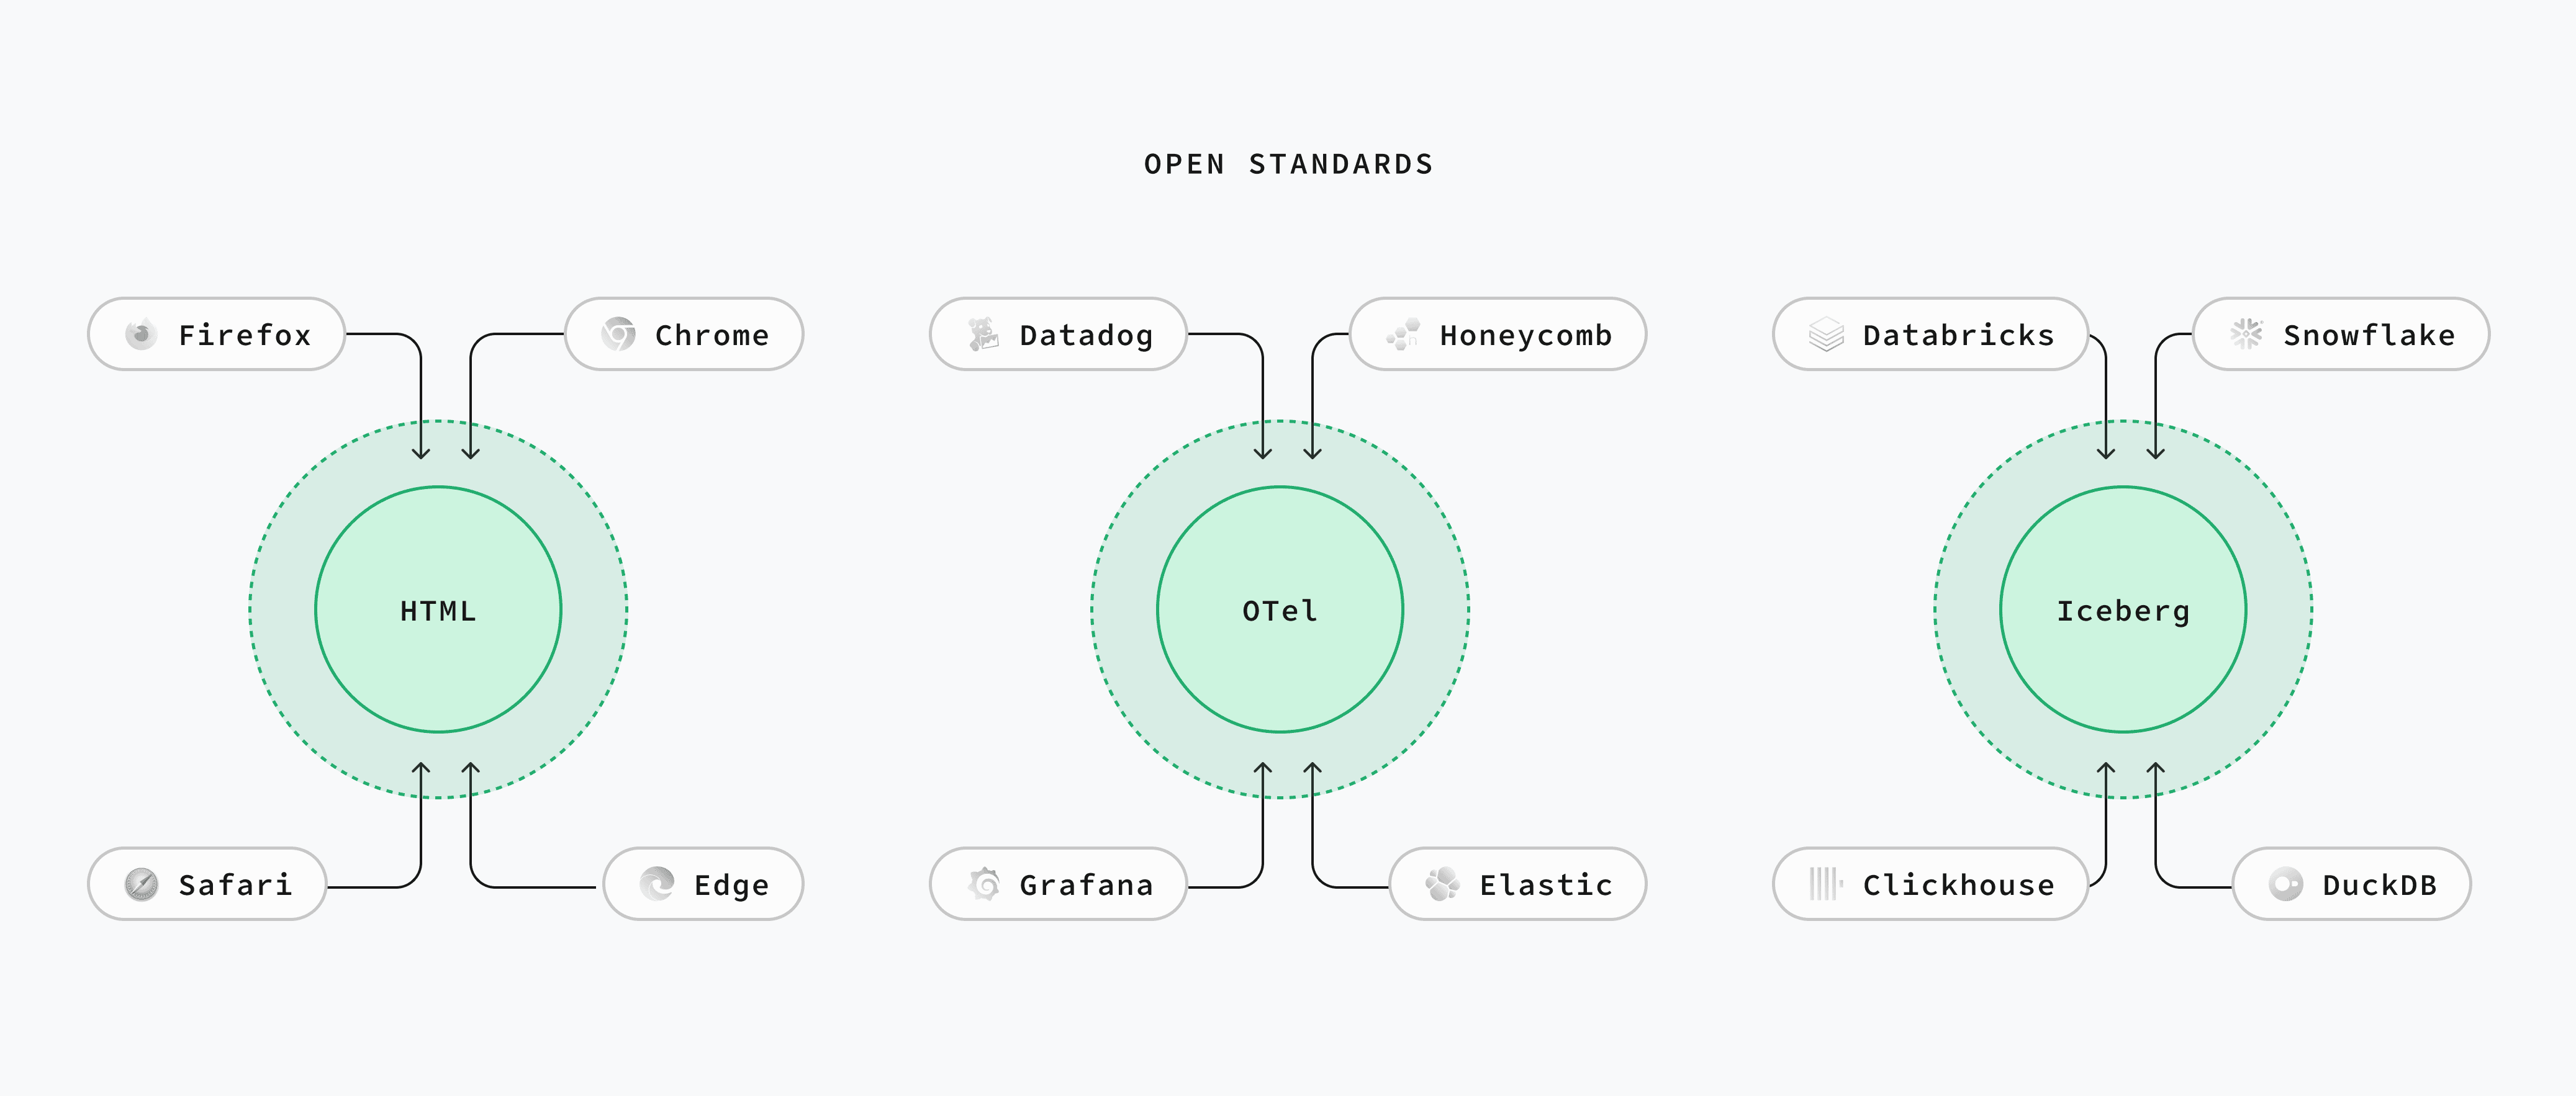 OPEN STANDARDS
Firefox
Chrome
HTML
Safari
Edge
Datadog
Honeycomb
OTel
Grafana
Elastic
Databricks
Snowflake
Iceberg
Clickhouse
DuckDB